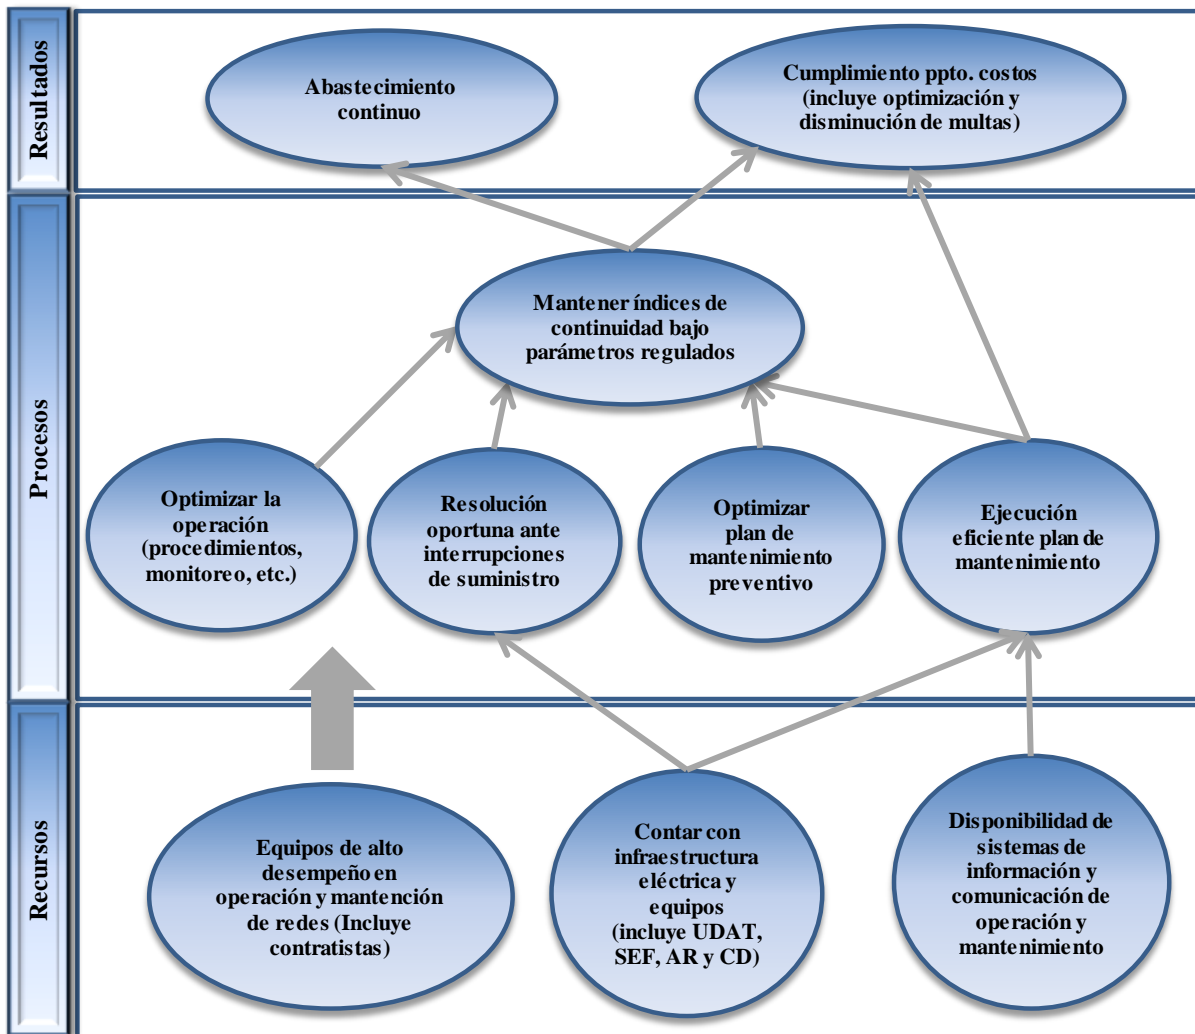 Resultados
Abastecimiento
continuo
Cumplimiento ppto. costos
(incluye optimización y
disminución de multas)
Procesos
Mantener índices de
continuidad bajo
parámetros regulados
Optimizar la
operación
(procedimientos,
monitoreo, etc.)
Resolución
oportuna ante
interrupciones
de suministro
Optimizar
plan de
mantenimiento
preventivo
Ejecución
eficiente plan de
mantenimiento
Recursos
Equipos de alto
desempeño en
operación y mantención
de redes (Incluye
contratistas)
Contar con
infraestructura
eléctrica y
equipos
(incluye UDAT,
SEF, AR y CD)
Disponibilidad de
sistemas de
información y
comunicación de
operación y
mantenimiento